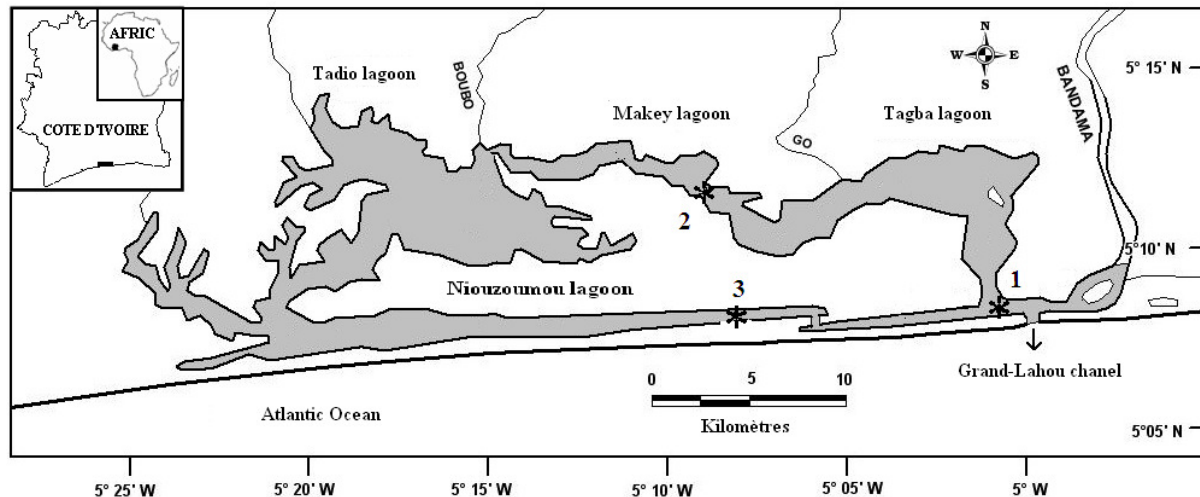 AFRIC
COTE D'IVOIRE
Tadio lagoon
BOUBO
Makey lagoon
GO
Tagba lagoon
N
W E
S
BANDAMA
5° 15' N
2
5° 10' N
1
Niouzoumou lagoon
3
Grand-Lahou chanel
0 5 10
Kilomètres
Atlantic Ocean
5° 05' N
5° 25' W 5° 20' W 5° 15' W 5° 10' W 5° 05' W 5° W